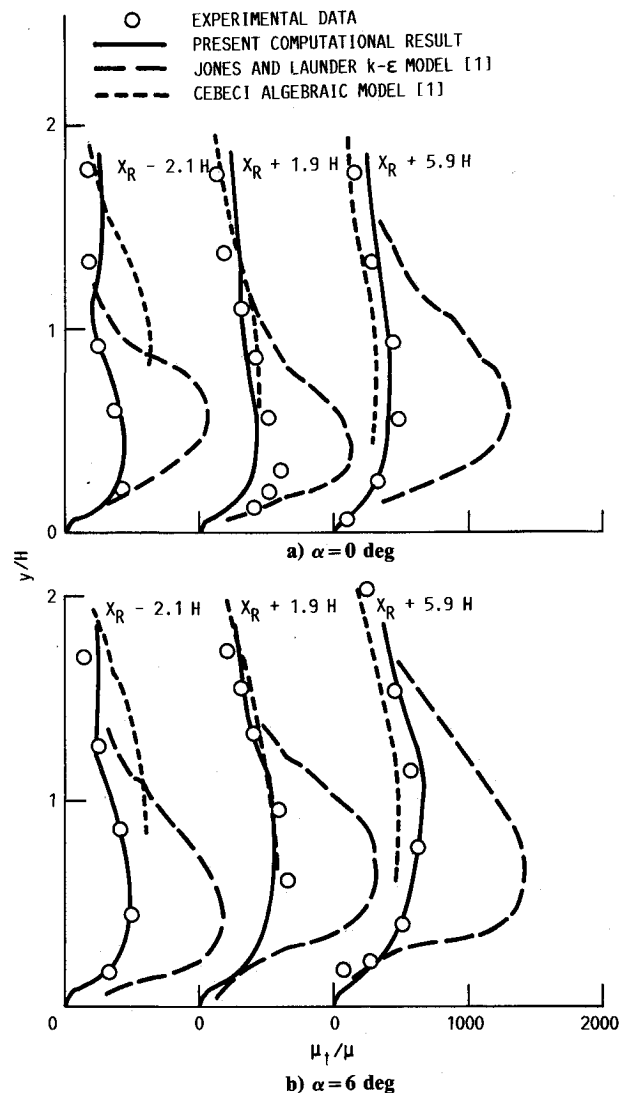 EXPERIMENTAL DATA
PRESENT COMPUTATIONAL RESULT
JONES AND LAUNDER k-ε MODEL [1]
CEBECI ALGEBRAIC MODEL [1]
2
X_R - 2.1 H X_R + 1.9 H X_R + 5.9 H
1
0
a) α=0 deg
y/H
2
X_R - 2.1 H X_R + 1.9 H X_R + 5.9 H
1
0
0 0 0 1000 2000
μ_t/μ
b) α=6 deg